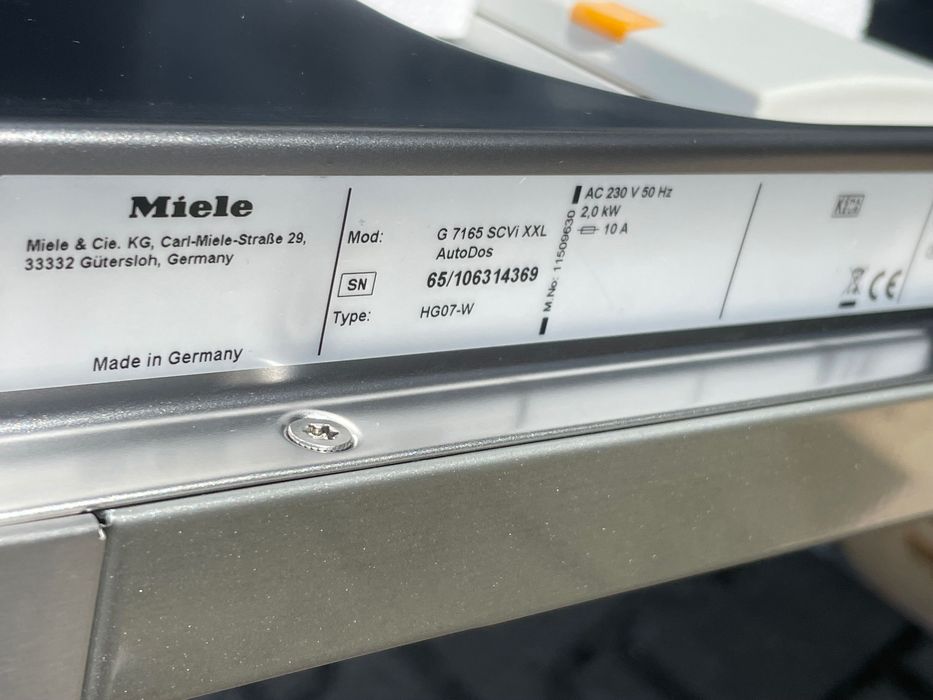 Miele
Miele & Cie. KG, Carl-Miele-Straße 29,
33332 Gütersloh, Germany
Made in Germany
Mod: G 7165 SCVi XXL
AutoDos
SN 65/106314369
Type: HG07-W
M.No: 11509630
AC 230 V 50 Hz
2,0 kW
10 A
CE